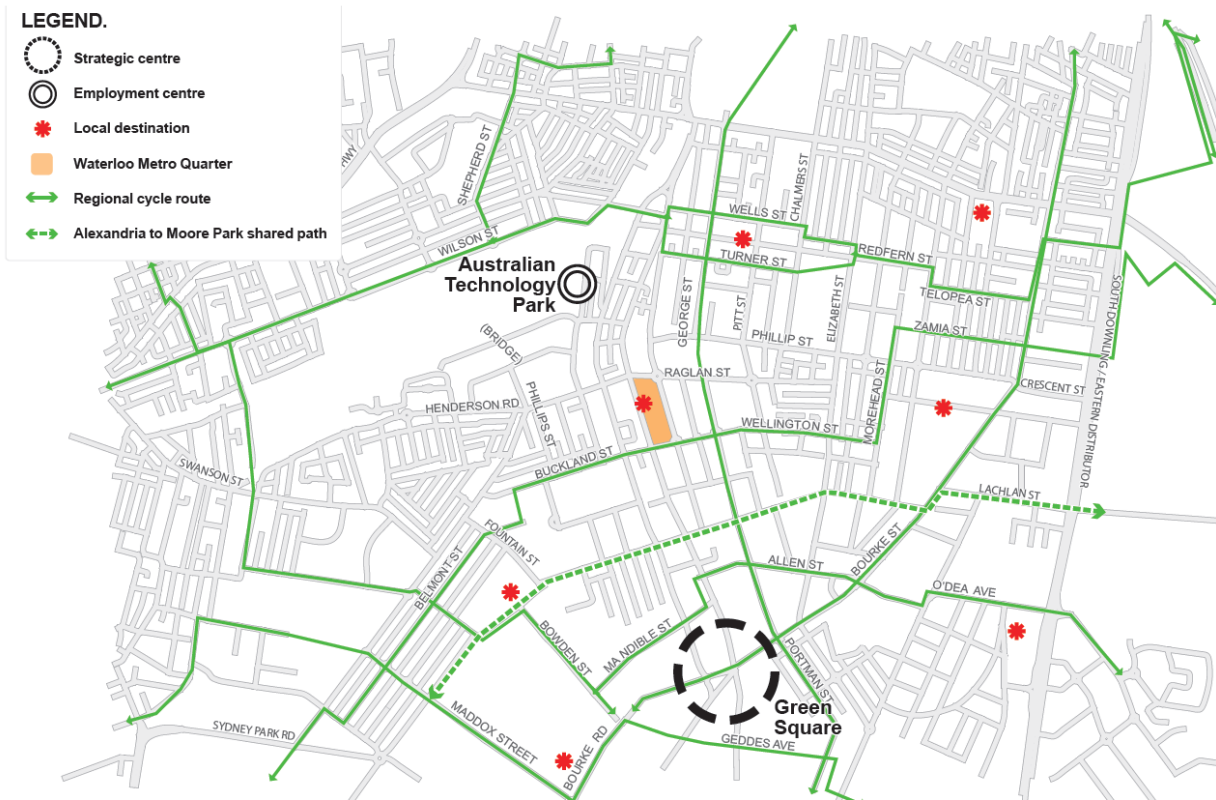 LEGEND.
Strategic centre
Employment centre
Local destination
Waterloo Metro Quarter
Regional cycle route
Alexandria to Moore Park shared path
HWY
SHEPHERD ST
WILSON ST
CHALMERS ST
WELLS ST
TURNER ST
REDFERN ST
TELOPEA ST
Australian
Technology
Park
GEORGE ST
PITT ST
ELIZABETH ST
SOUTH DOWLING / EASTERN DISTRIBUTOR
ZAMIA ST
PHILLIP ST
(BRIDGE)
RAGLAN ST
CRESCENT ST
HENDERSON RD
PHILLIPS ST
MOREHEAD ST
WELLINGTON ST
BUCKLAND ST
SWANSON ST
LACHLAN ST
FOUNTAIN ST
BELMONT ST
ALLEN ST
BOURKE ST
O'DEA AVE
BOWDEN ST
MA NDIBLE ST
PORTMAN ST
Green
Square
MADDOX STREET
SYDNEY PARK RD
BOURKE RD
GEDDES AVE